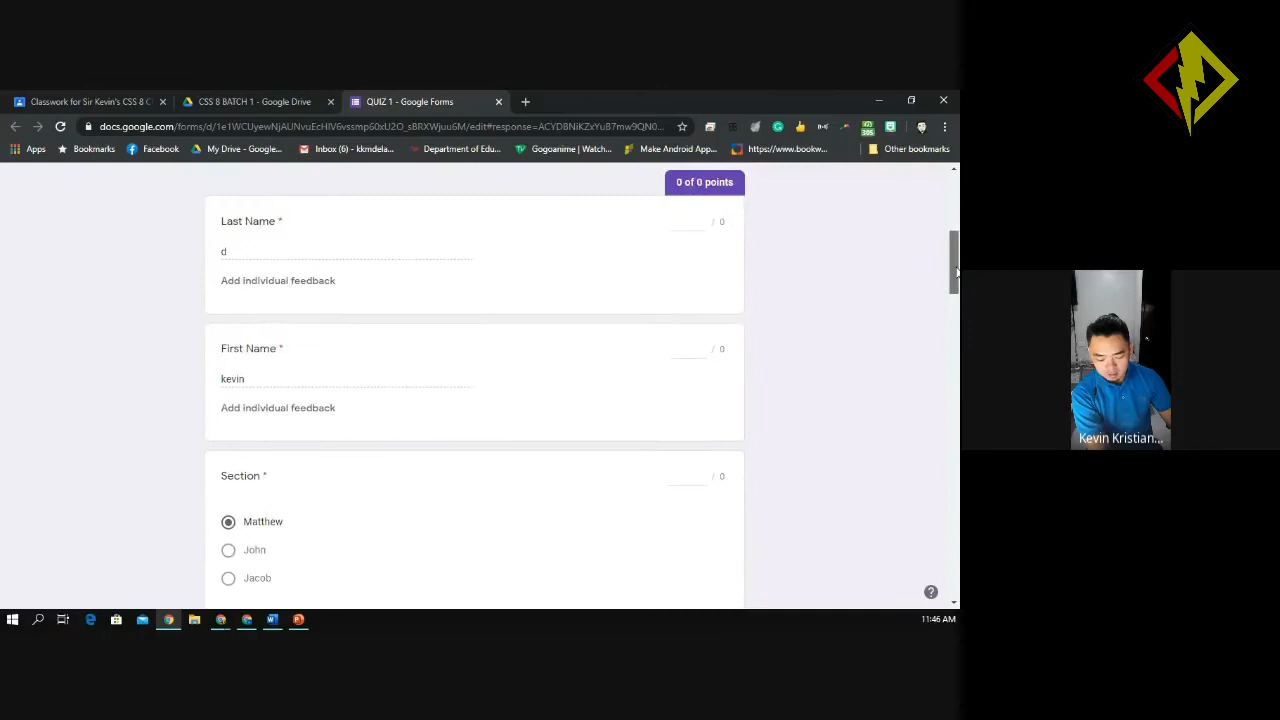 Classwork for Sir Kevin's CSS 8 C
CSS 8 BATCH 1 - Google Drive
QUIZ 1 - Google Forms
Apps
Bookmarks
Facebook
My Drive - Google...
Inbox (6) - kkmdela...
Department of Edu...
Gogoanime | Watch...
Make Android App...
https://www.bookw...
Other bookmarks
0 of 0 points
Last Name *
/ 0
d
Add individual feedback
First Name *
/ 0
kevin
Add individual feedback
Section *
/ 0
Matthew
John
Jacob
11:46 AM
Kevin Kristian...